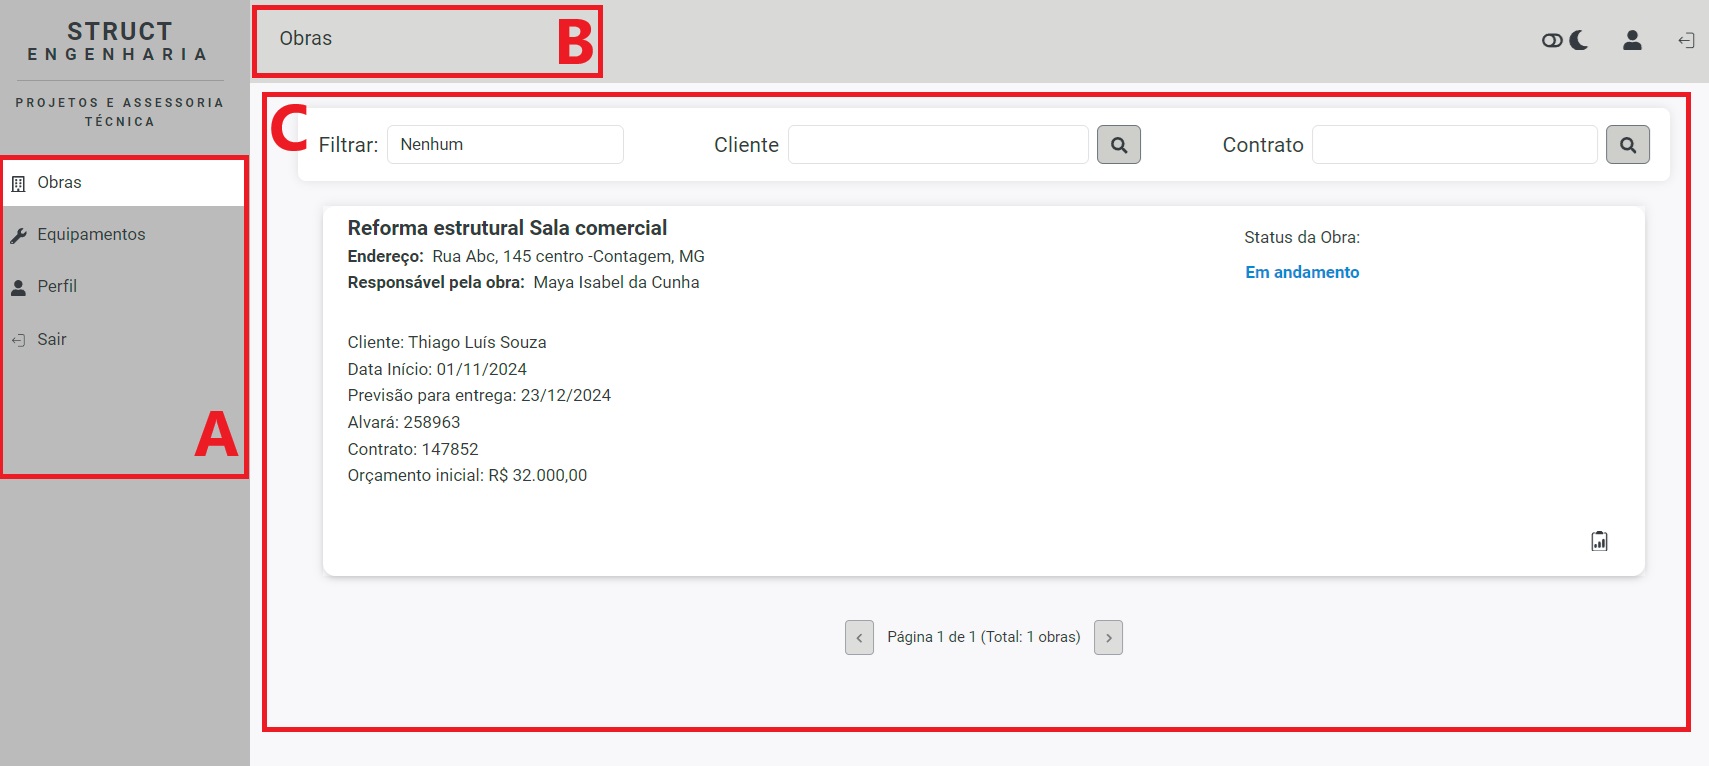 STRUCT
ENGENHARIA
PROJETOS E ASSESSORIA
TÉCNICA
Obras
Equipamentos
Perfil
Sair
A
Obras
B
C
Filtrar: Nenhum Cliente Contrato
Reforma estrutural Sala comercial
Endereço: Rua Abc, 145 centro -Contagem, MG
Responsável pela obra: Maya Isabel da Cunha
Status da Obra:
Em andamento
Cliente: Thiago Luís Souza
Data Início: 01/11/2024
Previsão para entrega: 23/12/2024
Alvará: 258963
Contrato: 147852
Orçamento inicial: R$ 32.000,00
Página 1 de 1 (Total: 1 obras)